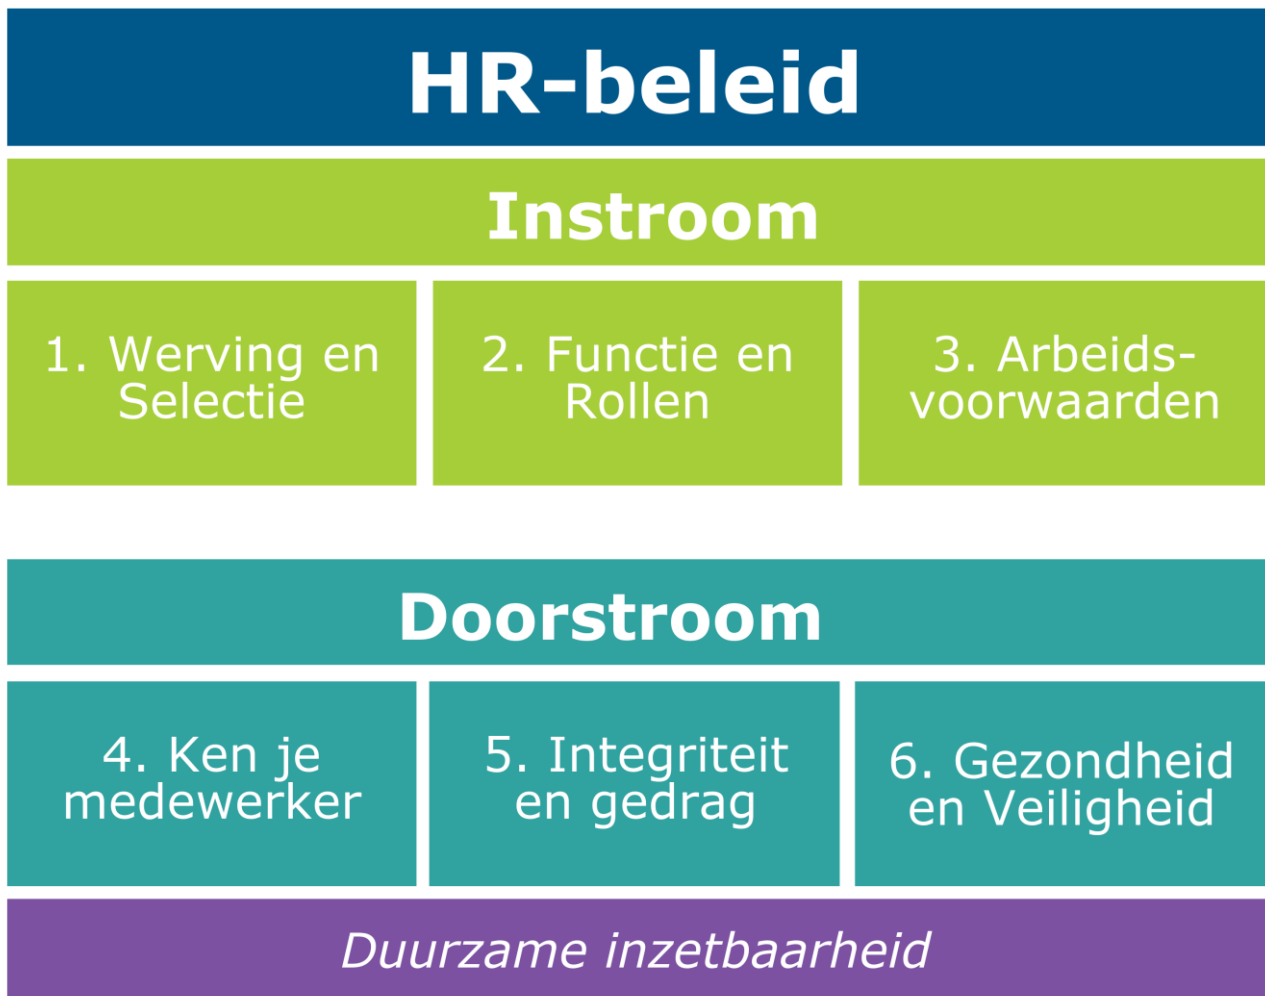 HR-beleid
Instroom
1. Werving en
Selectie
2. Functie en
Rollen
3. Arbeids-
voorwaarden
Doorstroom
4. Ken je
medewerker
5. Integriteit
en gedrag
6. Gezondheid
en Veiligheid
Duurzame inzetbaarheid